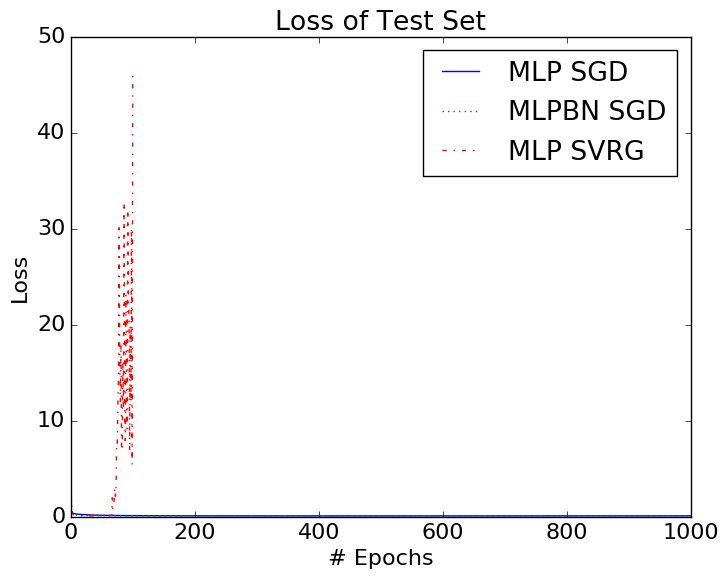 Loss of Test Set
50
40
30
20
10
0
Loss
MLP SGD
MLPBN SGD
MLP SVRG
0 200 400 600 800 1000
# Epochs